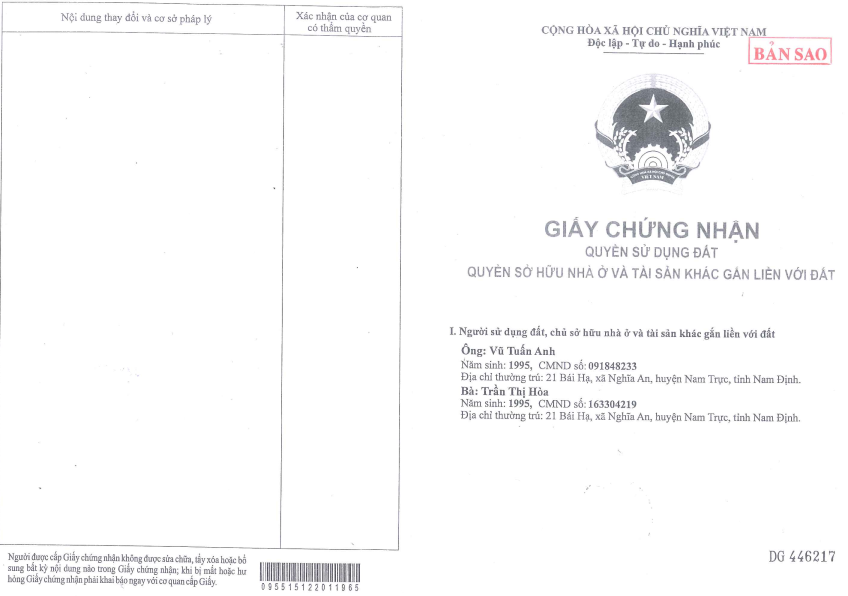 Nội dung thay đổi và cơ sở pháp lý
Xác nhận của cơ quan
có thẩm quyền
Người được cấp Giấy chứng nhận không được sửa chữa, tẩy xóa hoặc bổ
sung bất kỳ nội dung nào trong Giấy chứng nhận; khi bị mất hoặc hư
hỏng Giấy chứng nhận phải khai báo ngay với cơ quan cấp Giấy.
095515122011965
CỘNG HÒA XÃ HỘI CHỦ NGHĨA VIỆT NAM
Độc lập - Tự do - Hạnh phúc
BẢN SAO
VIỆT NAM
GIẤY CHỨNG NHẬN
QUYỀN SỬ DỤNG ĐẤT
QUYỀN SỞ HỮU NHÀ Ở VÀ TÀI SẢN KHÁC GẮN LIỀN VỚI ĐẤT
I. Người sử dụng đất, chủ sở hữu nhà ở và tài sản khác gắn liền với đất
Ông: Vũ Tuấn Anh
Năm sinh: 1995, CMND số: 091848233
Địa chỉ thường trú: 21 Bái Hạ, xã Nghĩa An, huyện Nam Trực, tỉnh Nam Định.
Bà: Trần Thị Hòa
Năm sinh: 1995, CMND số: 163304219
Địa chỉ thường trú: 21 Bái Hạ, xã Nghĩa An, huyện Nam Trực, tỉnh Nam Định.
DG 446217